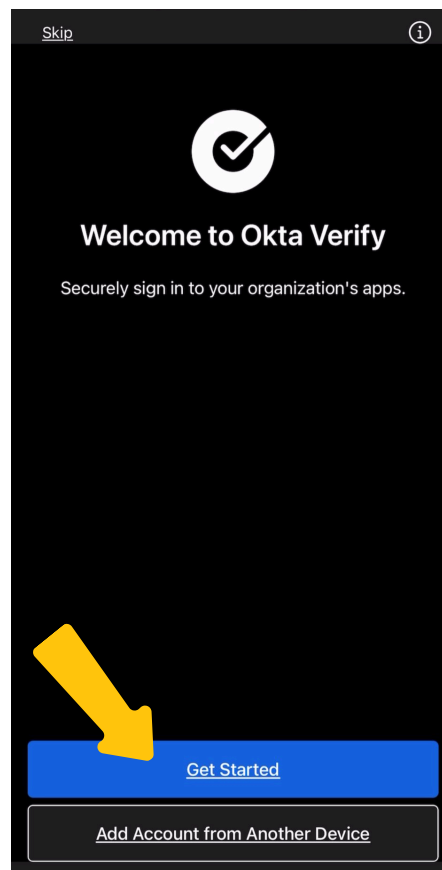 Skip
Welcome to Okta Verify
Securely sign in to your organization's apps.
Get Started
Add Account from Another Device